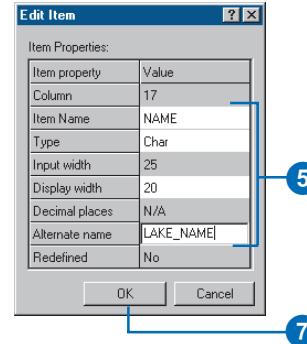 Edit Item
Item Properties:
Item property Value
Column 17
Item Name NAME
Type Char
Input width 25
Display width 20
Decimal places N/A
Alternate name LAKE_NAME
Redefined No
5
OK Cancel
7